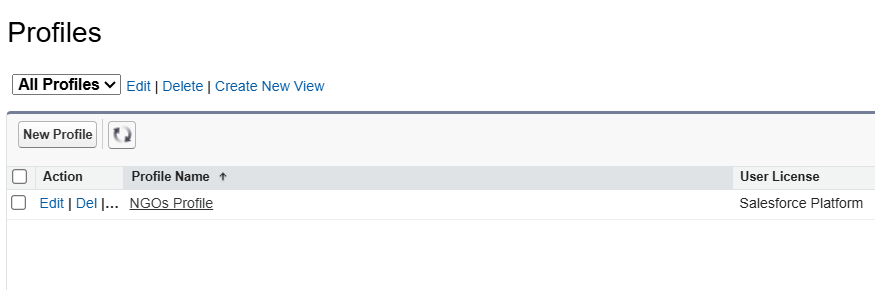 Profiles
All Profiles Edit | Delete | Create New View
New Profile
Action Profile Name ↑ User License
Edit | Del |... NGOs Profile Salesforce Platform